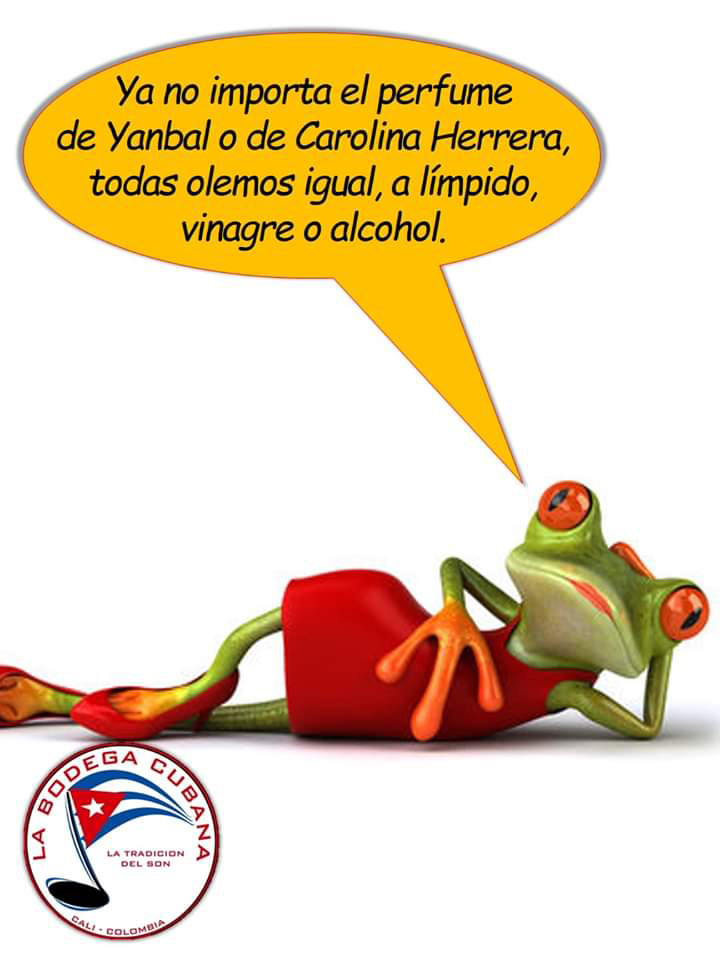 Ya no importa el perfume
de Yanbal o de Carolina Herrera,
todas olemos igual, a límpido,
vinagre o alcohol.
LA BODEGA CUBANA
LA TRADICION
DEL SON
CALI - COLOMBIA